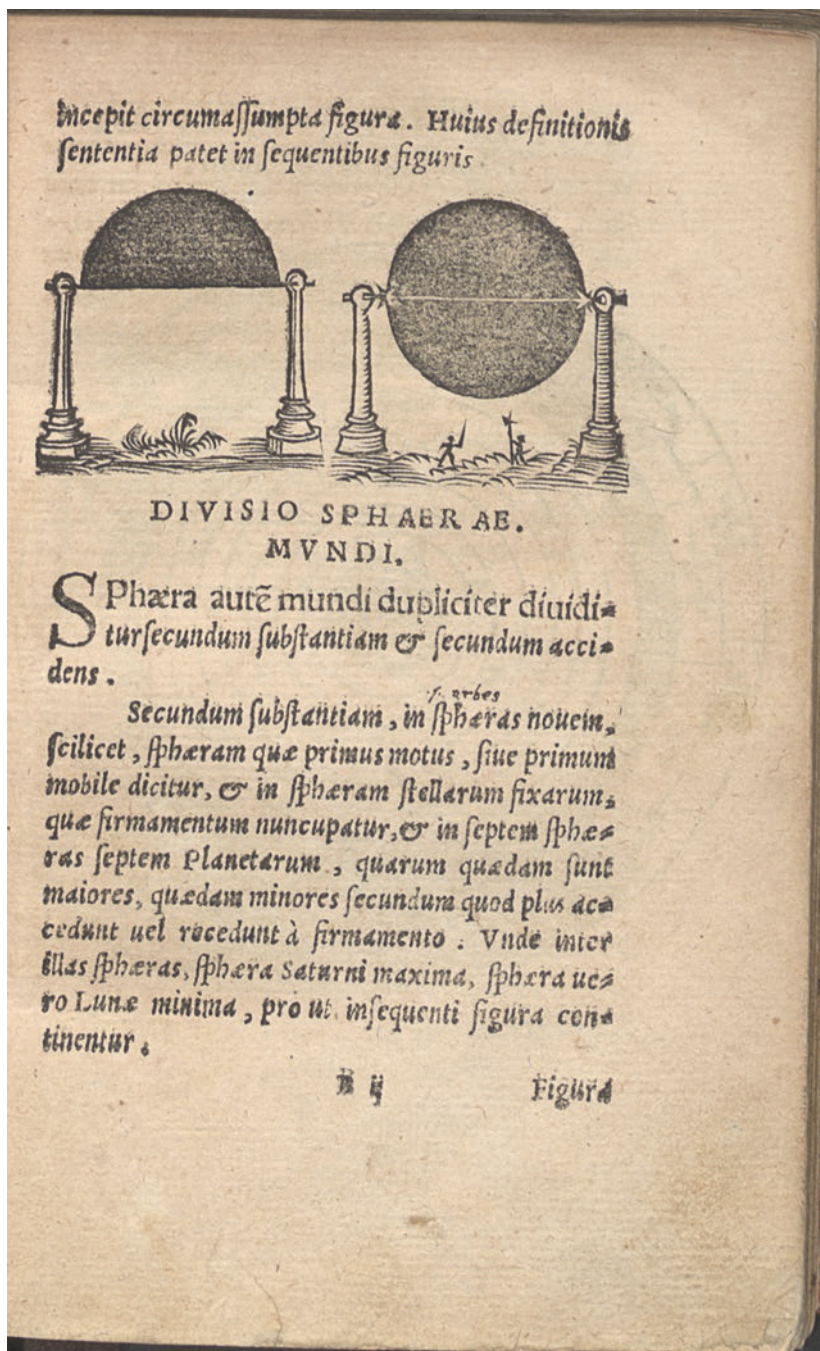 incepit circumaſſumpta figura. Huius definitionis
ſententia patet in ſequentibus figuris.
DIVISIO SPHAERAE.
MVNDI.
SPhæra autē mundi dupliciter diuidi-
turſecundum ſubſtantiam & ſecundum acci-
dens.
ſ. orbes
Secundum ſubſtantiam, in ſphæras nouem,
ſcilicet, ſphæram quæ primus motus, ſiue primum
mobile dicitur, & in ſphæram ſtellarum fixarum,
quæ firmamentum nuncupatur, & in ſeptem ſphæ-
ras ſeptem Planetarum, quarum quædam ſunt
maiores, quædam minores ſecundum quod plus ac-
cedunt uel recedunt à firmamento. Vnde inter
illas ſphæras, ſphæra Saturni maxima, ſphæra ue-
ro Lunæ minima, pro ut inſequenti figura con-
tinentur.
B ij Figura